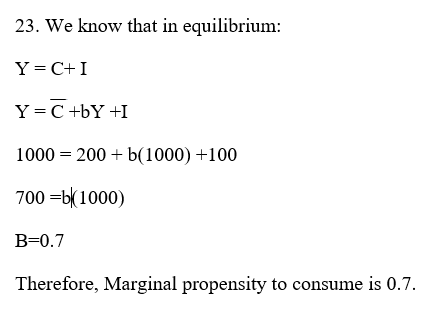 23. We know that in equilibrium:
Y = C+ I
Y = C̅ +bY +I
1000 = 200 + b(1000) +100
700 =b(1000)
B=0.7
Therefore, Marginal propensity to consume is 0.7.